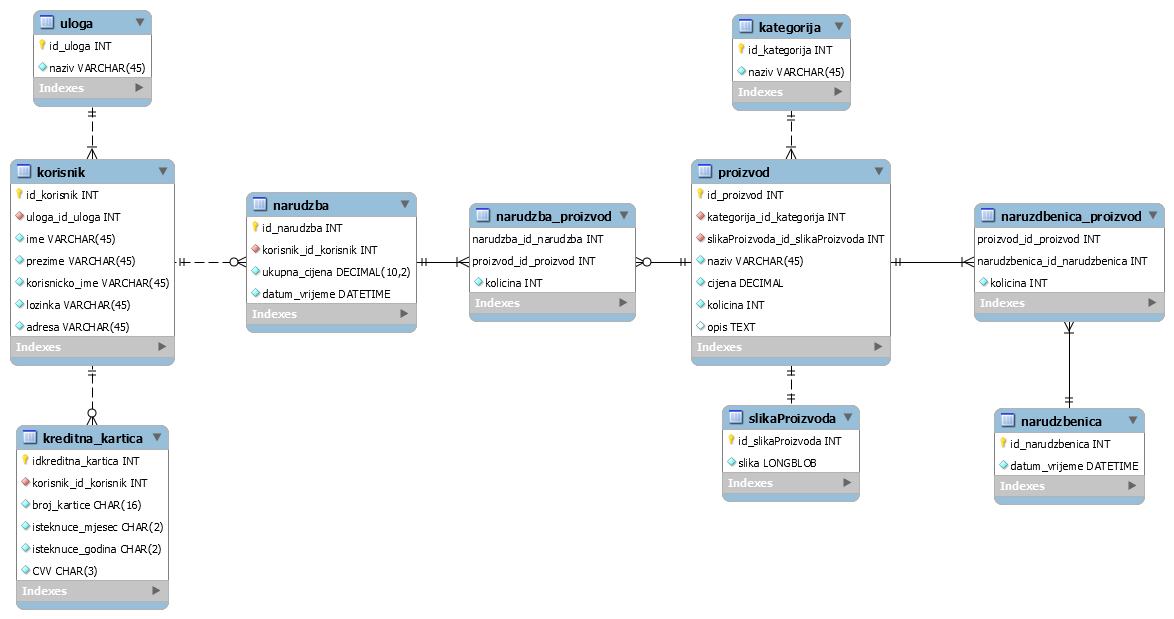 uloga
id_uloga INT
naziv VARCHAR(45)
Indexes
kategorija
id_kategorija INT
naziv VARCHAR(45)
Indexes
korisnik
id_korisnik INT
uloga_id_uloga INT
ime VARCHAR(45)
prezime VARCHAR(45)
korisnicko_ime VARCHAR(45)
lozinka VARCHAR(45)
adresa VARCHAR(45)
Indexes
narudzba
id_narudzba INT
korisnik_id_korisnik INT
ukupna_cijena DECIMAL(10,2)
datum_vrijeme DATETIME
Indexes
narudzba_proizvod
narudzba_id_narudzba INT
proizvod_id_proizvod INT
kolicina INT
Indexes
proizvod
id_proizvod INT
kategorija_id_kategorija INT
slikaProizvoda_id_slikaProizvoda INT
naziv VARCHAR(45)
cijena DECIMAL
kolicina INT
opis TEXT
Indexes
naruzdbenica_proizvod
proizvod_id_proizvod INT
narudzbenica_id_narudzbenica INT
kolicina INT
Indexes
kreditna_kartica
idkreditna_kartica INT
korisnik_id_korisnik INT
broj_kartice CHAR(16)
isteknuce_mjesec CHAR(2)
isteknuce_godina CHAR(2)
CVV CHAR(3)
Indexes
slikaProizvoda
id_slikaProizvoda INT
slika LONGBLOB
Indexes
narudzbenica
id_narudzbenica INT
datum_vrijeme DATETIME
Indexes